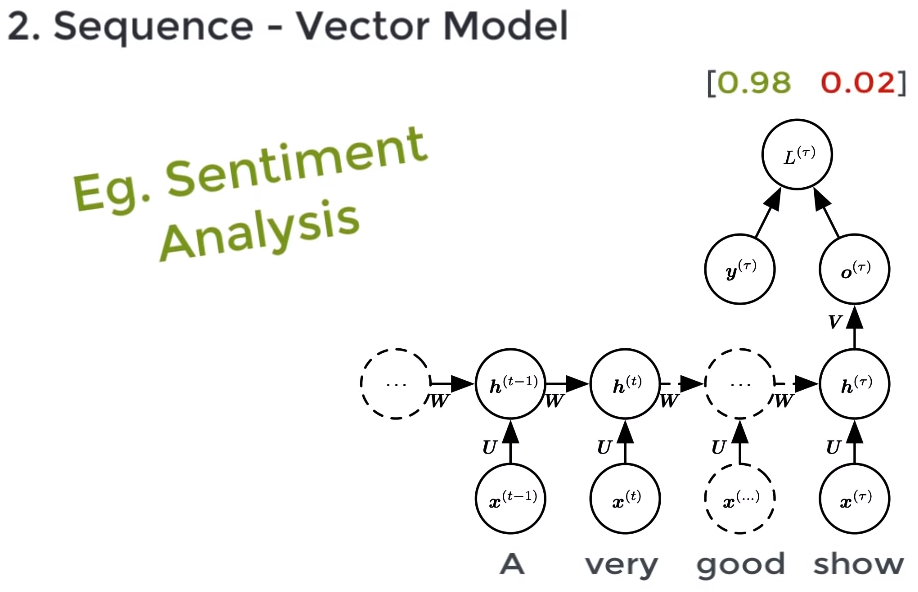 2. Sequence - Vector Model
[0.98 0.02]
Eg. Sentiment
Analysis
L^(τ)
y^(τ) o^(τ)
V
... h^(t−1) h^(t) ... h^(τ)
W W W W
U U U U
x^(t−1) x^(t) x^(...) x^(τ)
A very good show